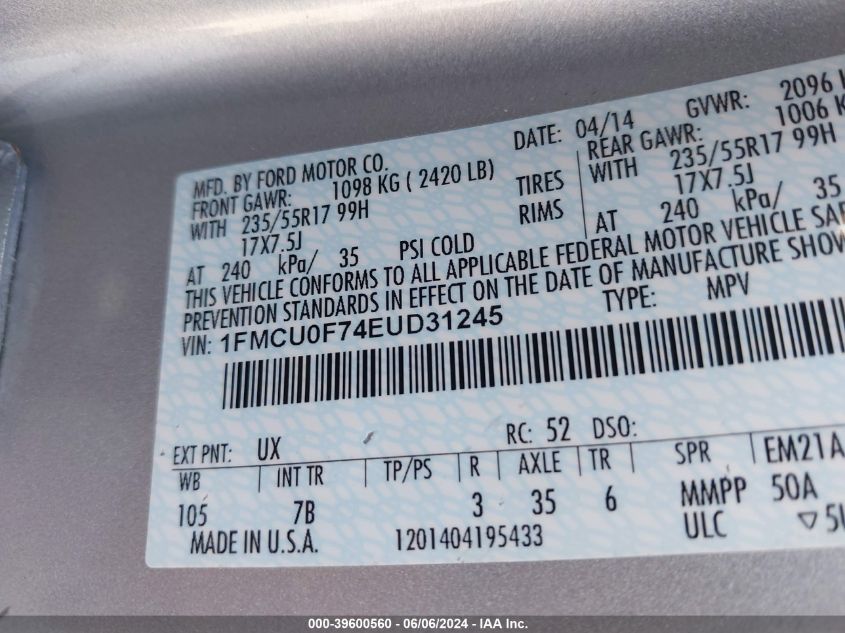 MFD. BY FORD MOTOR CO.
DATE: 04/14 GVWR: 2096 K
FRONT GAWR: 1098 KG ( 2420 LB)
REAR GAWR: 1006 K
WITH 235/55R17 99H TIRES WITH 235/55R17 99H
17X7.5J RIMS 17X7.5J
AT 240 kPa/ 35 PSI COLD AT 240 kPa/ 35
THIS VEHICLE CONFORMS TO ALL APPLICABLE FEDERAL MOTOR VEHICLE SAF
PREVENTION STANDARDS IN EFFECT ON THE DATE OF MANUFACTURE SHOW
VIN: 1FMCU0F74EUD31245 TYPE: MPV
EXT PNT: UX RC: 52 DSO:
WB INT TR TP/PS R AXLE TR SPR EM21A
105 7B 3 35 6 MMPP 50A
MADE IN U.S.A. 1201404195433 ULC ▽5U
000-39600560 - 06/06/2024 - IAA Inc.